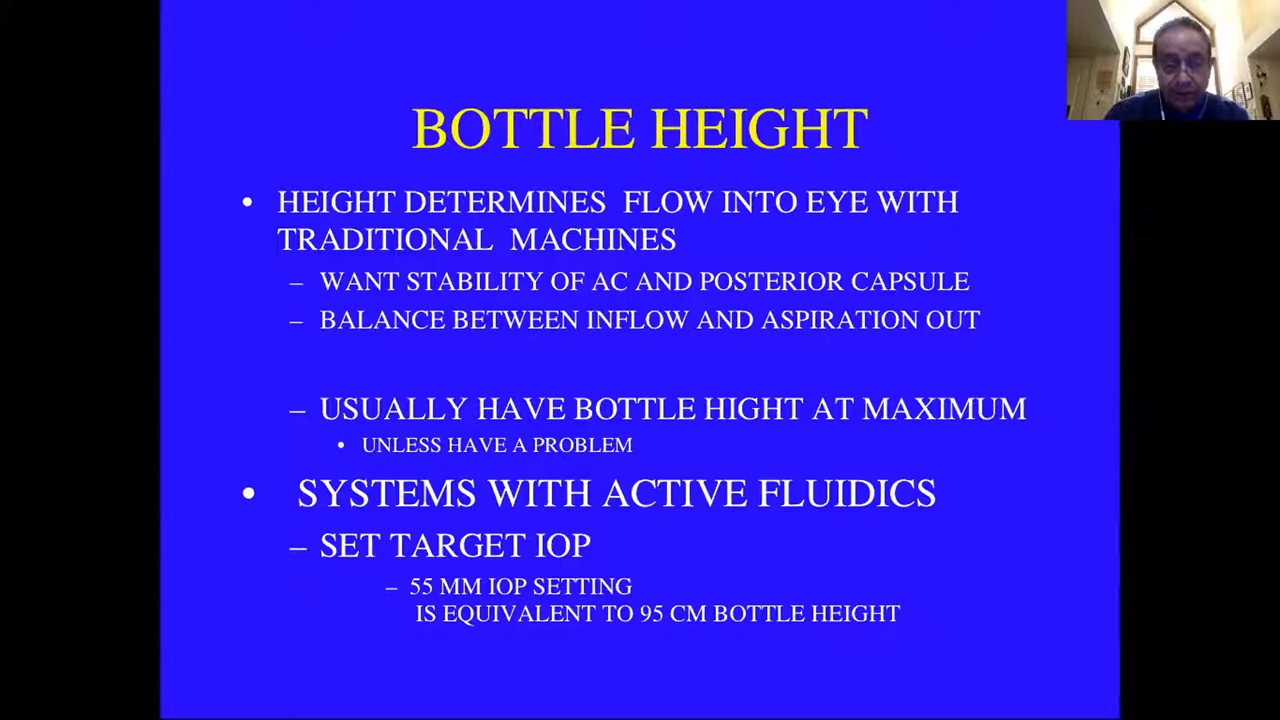 BOTTLE HEIGHT
• HEIGHT DETERMINES FLOW INTO EYE WITH
TRADITIONAL MACHINES
– WANT STABILITY OF AC AND POSTERIOR CAPSULE
– BALANCE BETWEEN INFLOW AND ASPIRATION OUT
– USUALLY HAVE BOTTLE HIGHT AT MAXIMUM
• UNLESS HAVE A PROBLEM
• SYSTEMS WITH ACTIVE FLUIDICS
– SET TARGET IOP
– 55 MM IOP SETTING
IS EQUIVALENT TO 95 CM BOTTLE HEIGHT